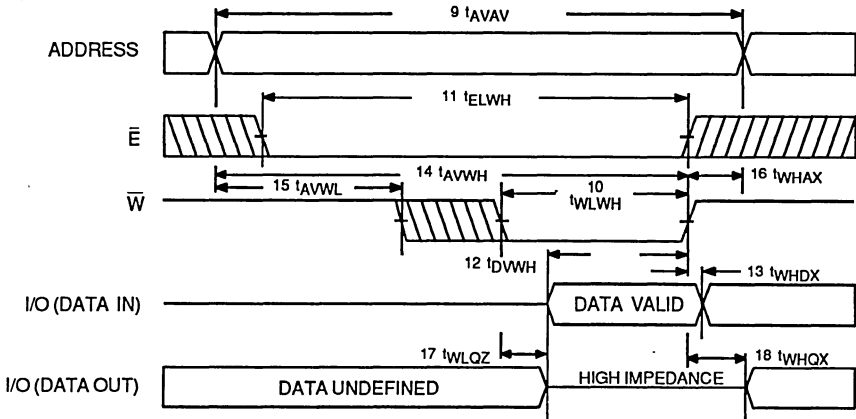 9 tAVAV
ADDRESS
11 tELWH
E
14 tAVWH
15 tAVWL
10 tWLWH
16 tWHAX
W
12 tDVWH
13 tWHDX
I/O (DATA IN)
DATA VALID
17 tWLQZ
18 tWHQX
HIGH IMPEDANCE
I/O (DATA OUT)
DATA UNDEFINED